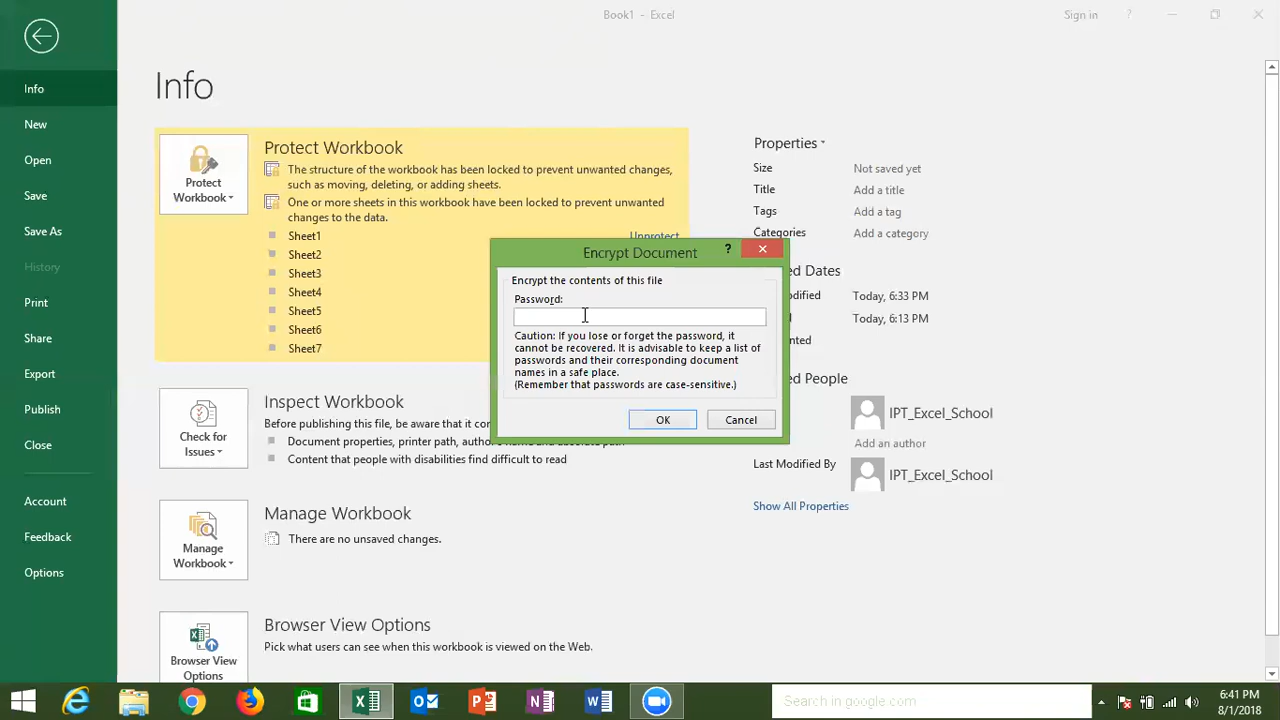 Book1 - Excel
Sign in
?
Info
New
Open
Save
Save As
History
Print
Share
Export
Publish
Close
Account
Feedback
Options
Info
Protect Workbook
Protect Workbook
The structure of the workbook has been locked to prevent unwanted changes,
such as moving, deleting, or adding sheets.
One or more sheets in this workbook have been locked to prevent unwanted
changes to the data.
Sheet1
Unprotect
Sheet2
Sheet3
Sheet4
Sheet5
Sheet6
Sheet7
Check for
Issues
Inspect Workbook
Before publishing this file, be aware that it
Document properties, printer path,
Content that people with disabilities find difficult to read
Manage
Workbook
Manage Workbook
There are no unsaved changes.
Browser View
Options
Browser View Options
Pick what users can see when this workbook is viewed on the Web.
Encrypt Document
?
Encrypt the contents of this file
Password:
Caution: If you lose or forget the password, it
cannot be recovered. It is advisable to keep a list of
passwords and their corresponding document
names in a safe place.
(Remember that passwords are case-sensitive.)
OK
Cancel
Properties
Size Not saved yet
Title Add a title
Tags Add a tag
Categories Add a category
Dates
Today, 6:33 PM
Today, 6:13 PM
People
IPT_Excel_School
Add an author
Last Modified By
IPT_Excel_School
Show All Properties
Search in google.com
6:41 PM
8/1/2018